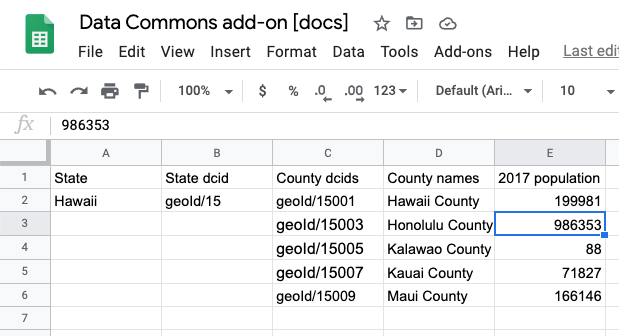 Data Commons add-on [docs]
File Edit View Insert Format Data Tools Add-ons Help Last edi
100% $ % .0 .00 123 Default (Ari... 10
fx 986353
A B C D E
1 State State dcid County dcids County names 2017 population
2 Hawaii geoId/15 geoId/15001 Hawaii County 199981
3 geoId/15003 Honolulu County 986353
4 geoId/15005 Kalawao County 88
5 geoId/15007 Kauai County 71827
6 geoId/15009 Maui County 166146
7